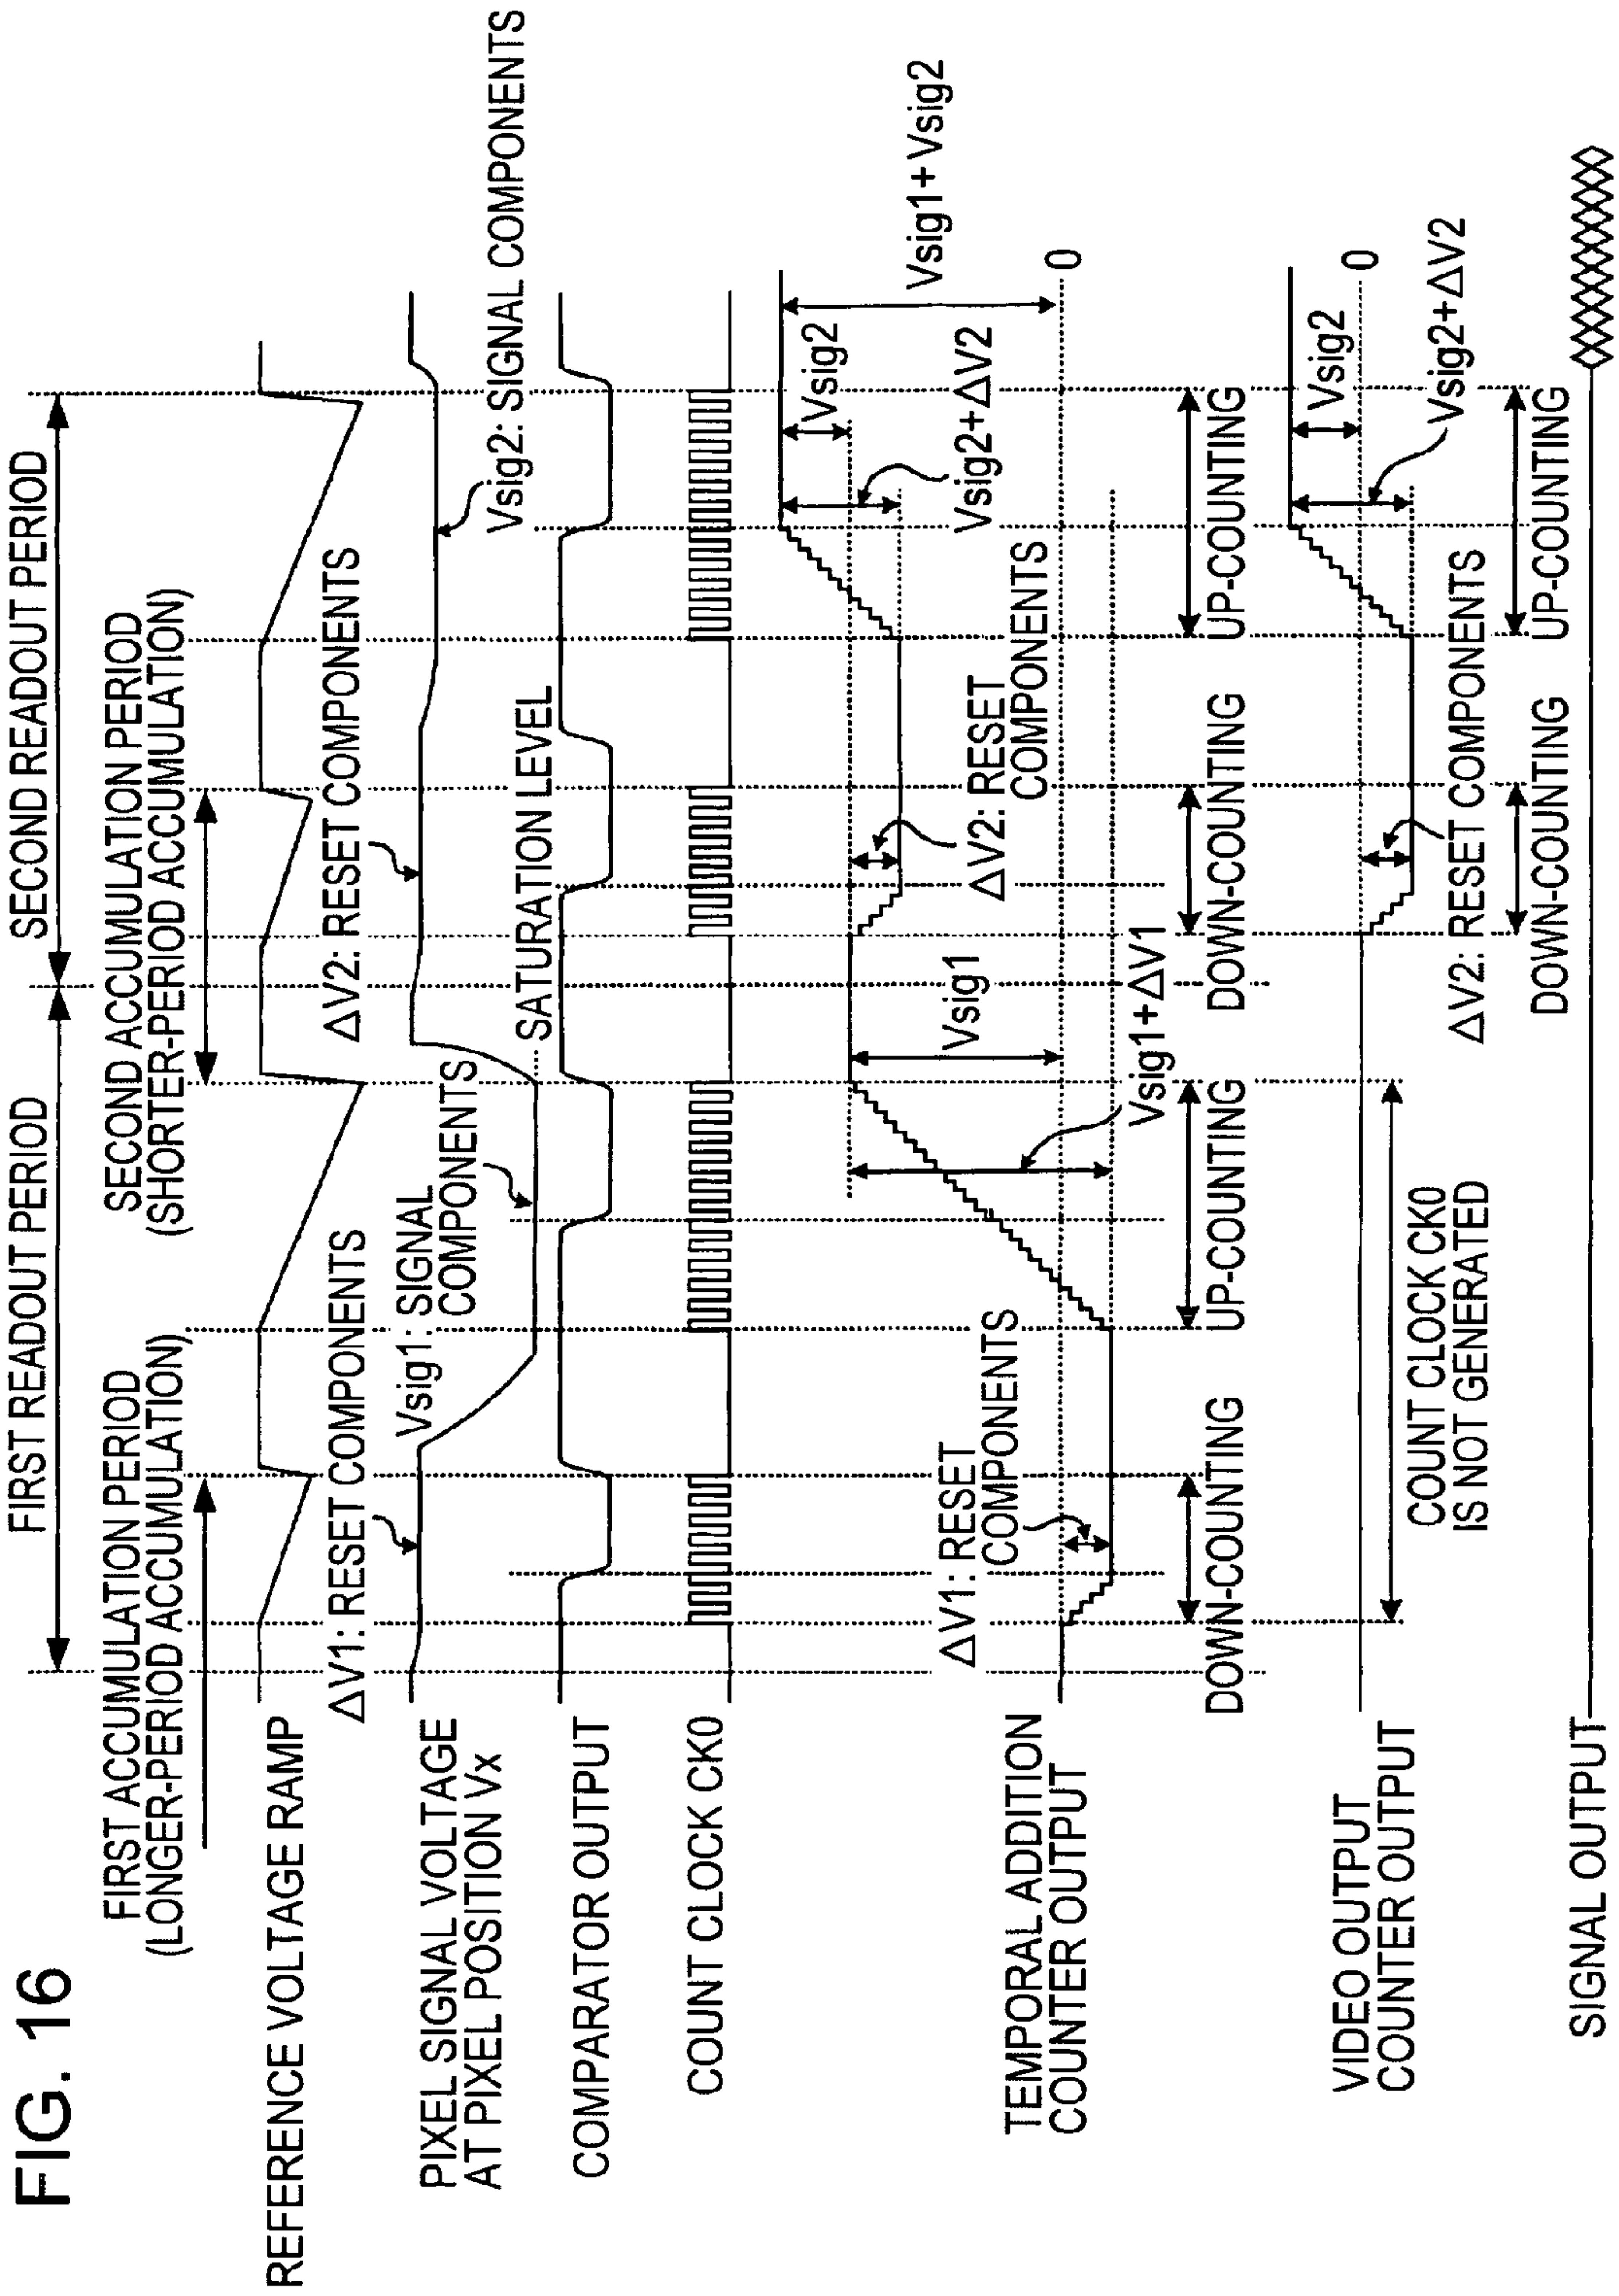 FIG. 16
FIRST READOUT PERIOD
SECOND READOUT PERIOD
FIRST ACCUMULATION PERIOD
(LONGER-PERIOD ACCUMULATION)
SECOND ACCUMULATION PERIOD
(SHORTER-PERIOD ACCUMULATION)
REFERENCE VOLTAGE RAMP
ΔV1: RESET COMPONENTS
ΔV2: RESET COMPONENTS
PIXEL SIGNAL VOLTAGE
AT PIXEL POSITION Vx
Vsig1: SIGNAL
COMPONENTS
SATURATION LEVEL
Vsig2: SIGNAL COMPONENTS
COMPARATOR OUTPUT
COUNT CLOCK CK0
TEMPORAL ADDITION
COUNTER OUTPUT
ΔV1: RESET
COMPONENTS
Vsig1
Vsig1+ΔV1
ΔV2: RESET
COMPONENTS
Vsig2
Vsig2+ΔV2
Vsig1+Vsig2
0
DOWN-COUNTING
UP-COUNTING
DOWN-COUNTING
UP-COUNTING
VIDEO OUTPUT
COUNTER OUTPUT
COUNT CLOCK CK0
IS NOT GENERATED
ΔV2: RESET COMPONENTS
Vsig2
0
Vsig2+ΔV2
DOWN-COUNTING
UP-COUNTING
SIGNAL OUTPUT